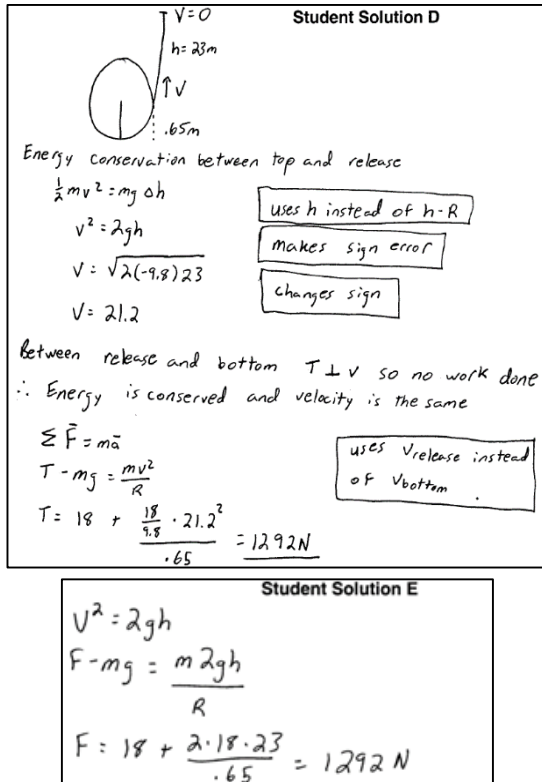 Student Solution D
V=0
h=23m
↑V
.65m
Energy conservation between top and release
½mv² = mg Δh
v² = 2gh
V = √2(-9.8)23
V = 21.2
uses h instead of h-R
makes sign error
changes sign
Between release and bottom T⊥V so no work done
∴ Energy is conserved and velocity is the same
ΣF̄ = mā
T - mg = mv²/R
T = 18 + 18/9.8 · 21.2²/.65 = 1292N
uses Vrelease instead
of Vbottom .
Student Solution E
V² = 2gh
F - mg = m2gh/R
F = 18 + 2·18·23/.65 = 1292 N